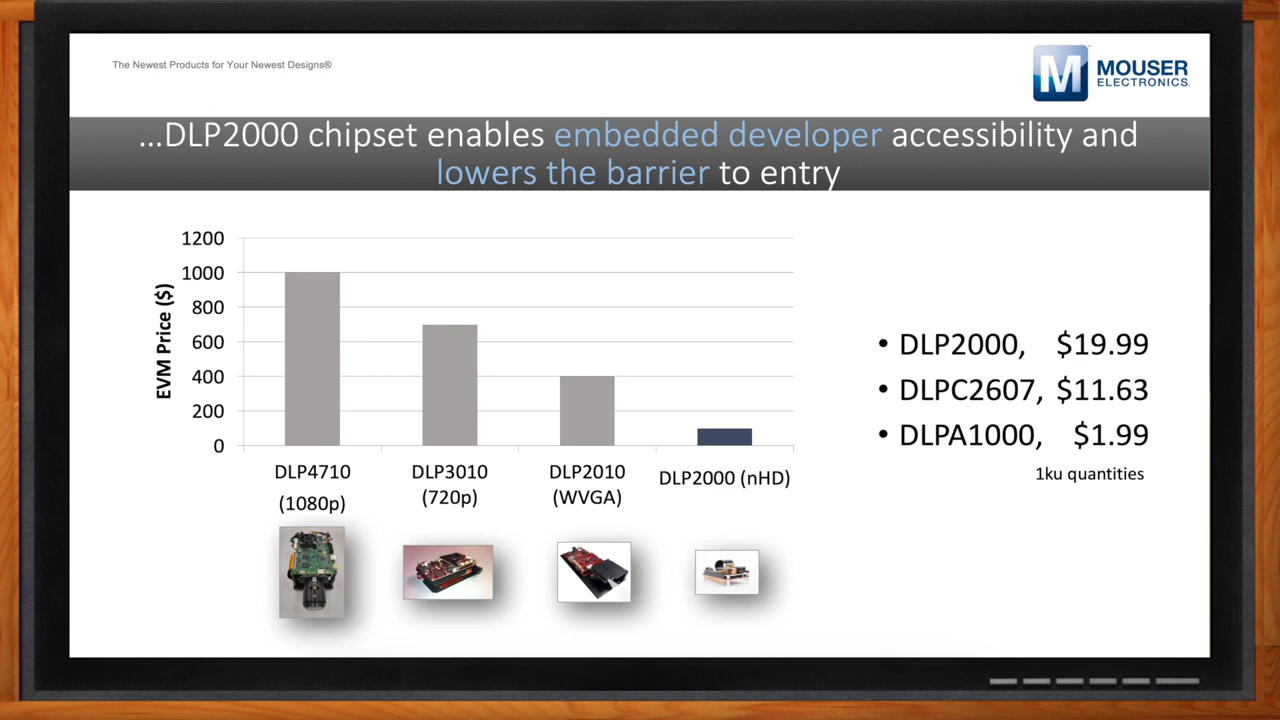 The Newest Products for Your Newest Designs®
M MOUSER
ELECTRONICS.
...DLP2000 chipset enables embedded developer accessibility and
lowers the barrier to entry
EVM Price ($)
1200
1000
800
600
400
200
0
DLP4710
(1080p)
DLP3010
(720p)
DLP2010
(WVGA)
DLP2000 (nHD)
• DLP2000, $19.99
• DLPC2607, $11.63
• DLPA1000, $1.99
1ku quantities